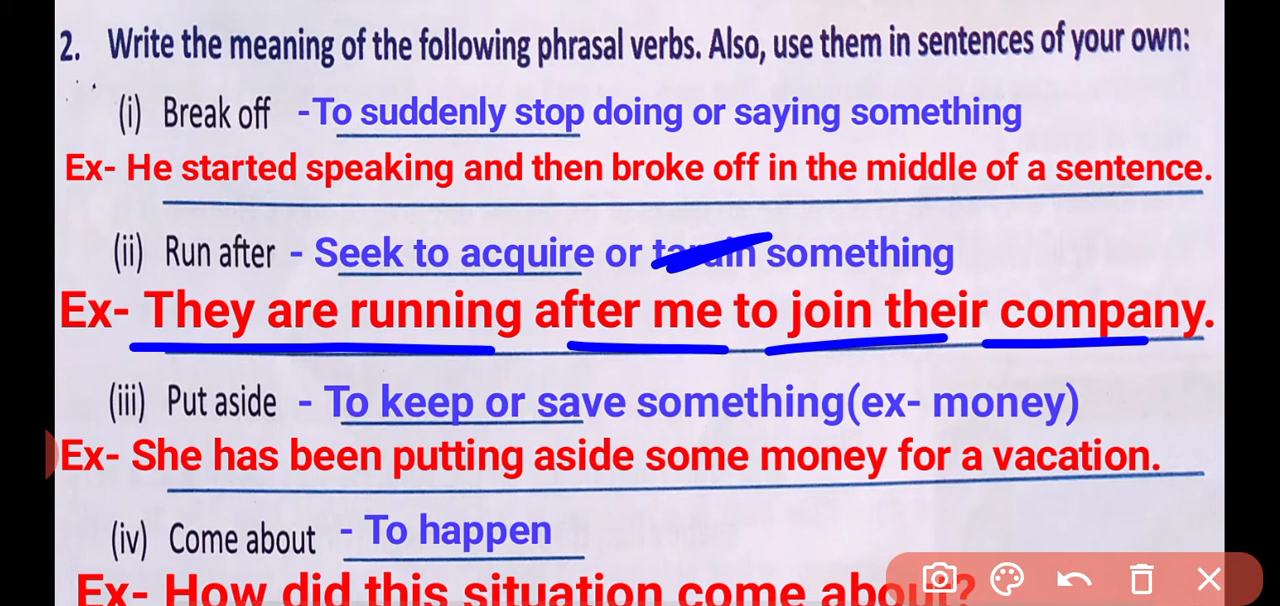 2. Write the meaning of the following phrasal verbs. Also, use them in sentences of your own:
(i) Break off -To suddenly stop doing or saying something
Ex- He started speaking and then broke off in the middle of a sentence.
(ii) Run after - Seek to acquire or something
Ex- They are running after me to join their company.
(iii) Put aside - To keep or save something(ex- money)
Ex- She has been putting aside some money for a vacation.
(iv) Come about - To happen
Ex- How did this situation come about?